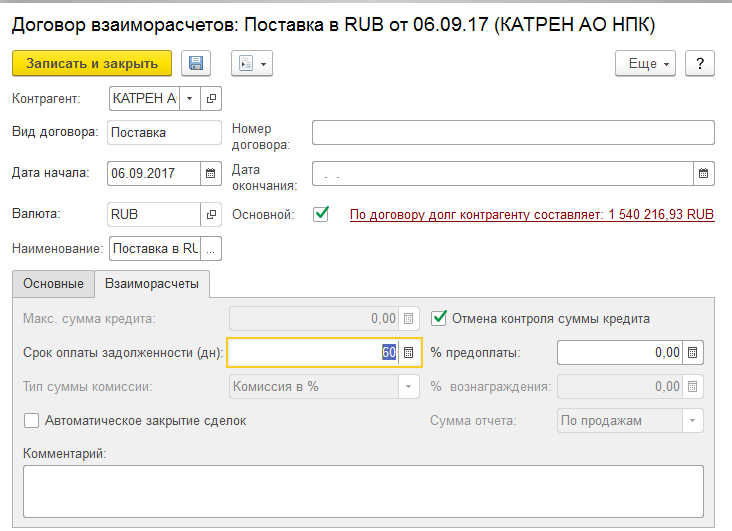 Договор взаиморасчетов: Поставка в RUB от 06.09.17 (КАТРЕН АО НПК)
Записать и закрыть Еще ?
Контрагент: КАТРЕН А
Вид договора: Поставка Номер договора:
Дата начала: 06.09.2017 Дата окончания: . .
Валюта: RUB Основной: По договору долг контрагенту составляет: 1 540 216,93 RUB
Наименование: Поставка в RU ...
Основные Взаиморасчеты
Макс. сумма кредита: 0,00 Отмена контроля суммы кредита
Срок оплаты задолженности (дн): 60 % предоплаты: 0,00
Тип суммы комиссии: Комиссия в % % вознаграждения: 0,00
Автоматическое закрытие сделок Сумма отчета: По продажам
Комментарий: